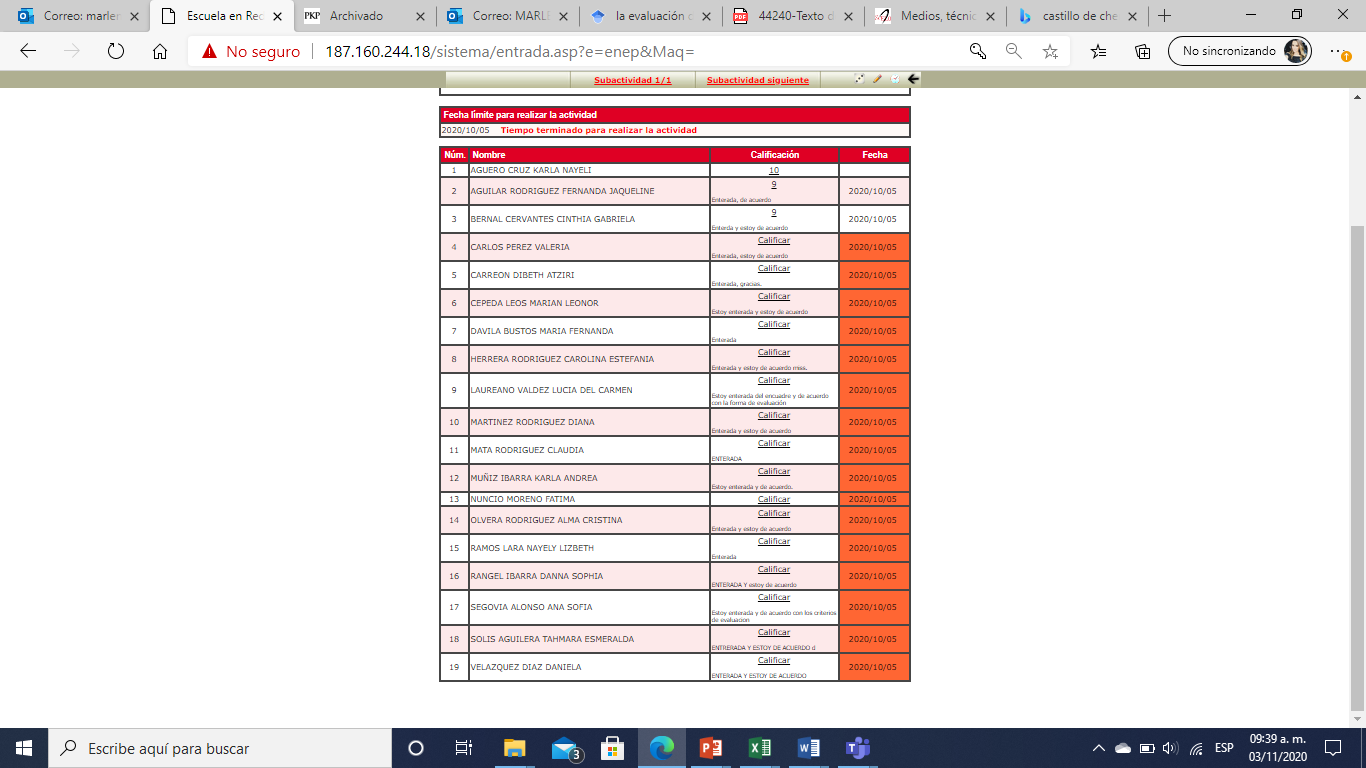 Correo: marler
Escuela en Rec
Archivado
Correo: MARLE
la evaluación c
44240-Texto d
Medios, técnic
castillo de che
No seguro 187.160.244.18/sistema/entrada.asp?e=enep&Maq=
No sincronizando
Subactividad 1/1 Subactividad siguiente
Fecha límite para realizar la actividad
2020/10/05 Tiempo terminado para realizar la actividad
Núm. Nombre Calificación Fecha
1 AGUERO CRUZ KARLA NAYELI 10
2 AGUILAR RODRIGUEZ FERNANDA JAQUELINE 9 2020/10/05
Enterada, de acuerdo
3 BERNAL CERVANTES CINTHIA GABRIELA 9 2020/10/05
Enterda y estoy de acuerdo
4 CARLOS PEREZ VALERIA Calificar 2020/10/05
Enterada, estoy de acuerdo
5 CARREON DIBETH ATZIRI Calificar 2020/10/05
Enterada, gracias.
6 CEPEDA LEOS MARIAN LEONOR Calificar 2020/10/05
Estoy enterada y estoy de acuerdo
7 DAVILA BUSTOS MARIA FERNANDA Calificar 2020/10/05
Enterada
8 HERRERA RODRIGUEZ CAROLINA ESTEFANIA Calificar 2020/10/05
Enterada y estoy de acuerdo miss.
9 LAUREANO VALDEZ LUCIA DEL CARMEN Calificar 2020/10/05
Estoy enterada del encuadre y de acuerdo
con la forma de evaluación
10 MARTINEZ RODRIGUEZ DIANA Calificar 2020/10/05
Enterada y estoy de acuerdo
11 MATA RODRIGUEZ CLAUDIA Calificar 2020/10/05
ENTERADA
12 MUÑIZ IBARRA KARLA ANDREA Calificar 2020/10/05
Estoy enterada y de acuerdo.
13 NUNCIO MORENO FATIMA Calificar 2020/10/05
14 OLVERA RODRIGUEZ ALMA CRISTINA Calificar 2020/10/05
Enterada y estoy de acuerdo
15 RAMOS LARA NAYELY LIZBETH Calificar 2020/10/05
Enterada
16 RANGEL IBARRA DANNA SOPHIA Calificar 2020/10/05
ENTERADA Y estoy de acuerdo
17 SEGOVIA ALONSO ANA SOFIA Calificar 2020/10/05
Estoy enterada y de acuerdo con los criterios
de evaluacion
18 SOLIS AGUILERA TAHMARA ESMERALDA Calificar 2020/10/05
ENTRERADA Y ESTOY DE ACUERDO d
19 VELAZQUEZ DIAZ DANIELA Calificar 2020/10/05
ENTERADA Y ESTOY DE ACUERDO
Escribe aquí para buscar
3
ESP
09:39 a. m.
03/11/2020